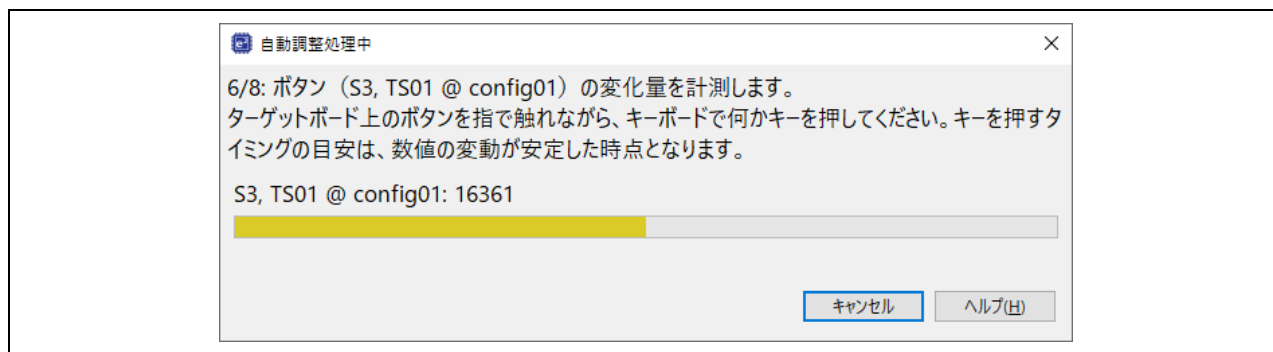 自動調整処理中
6/8: ボタン（S3, TS01 @ config01）の変化量を計測します。
ターゲットボード上のボタンを指で触れながら、キーボードで何かキーを押してください。キーを押すタ
イミングの目安は、数値の変動が安定した時点となります。
S3, TS01 @ config01: 16361
キャンセル
ヘルプ(H)